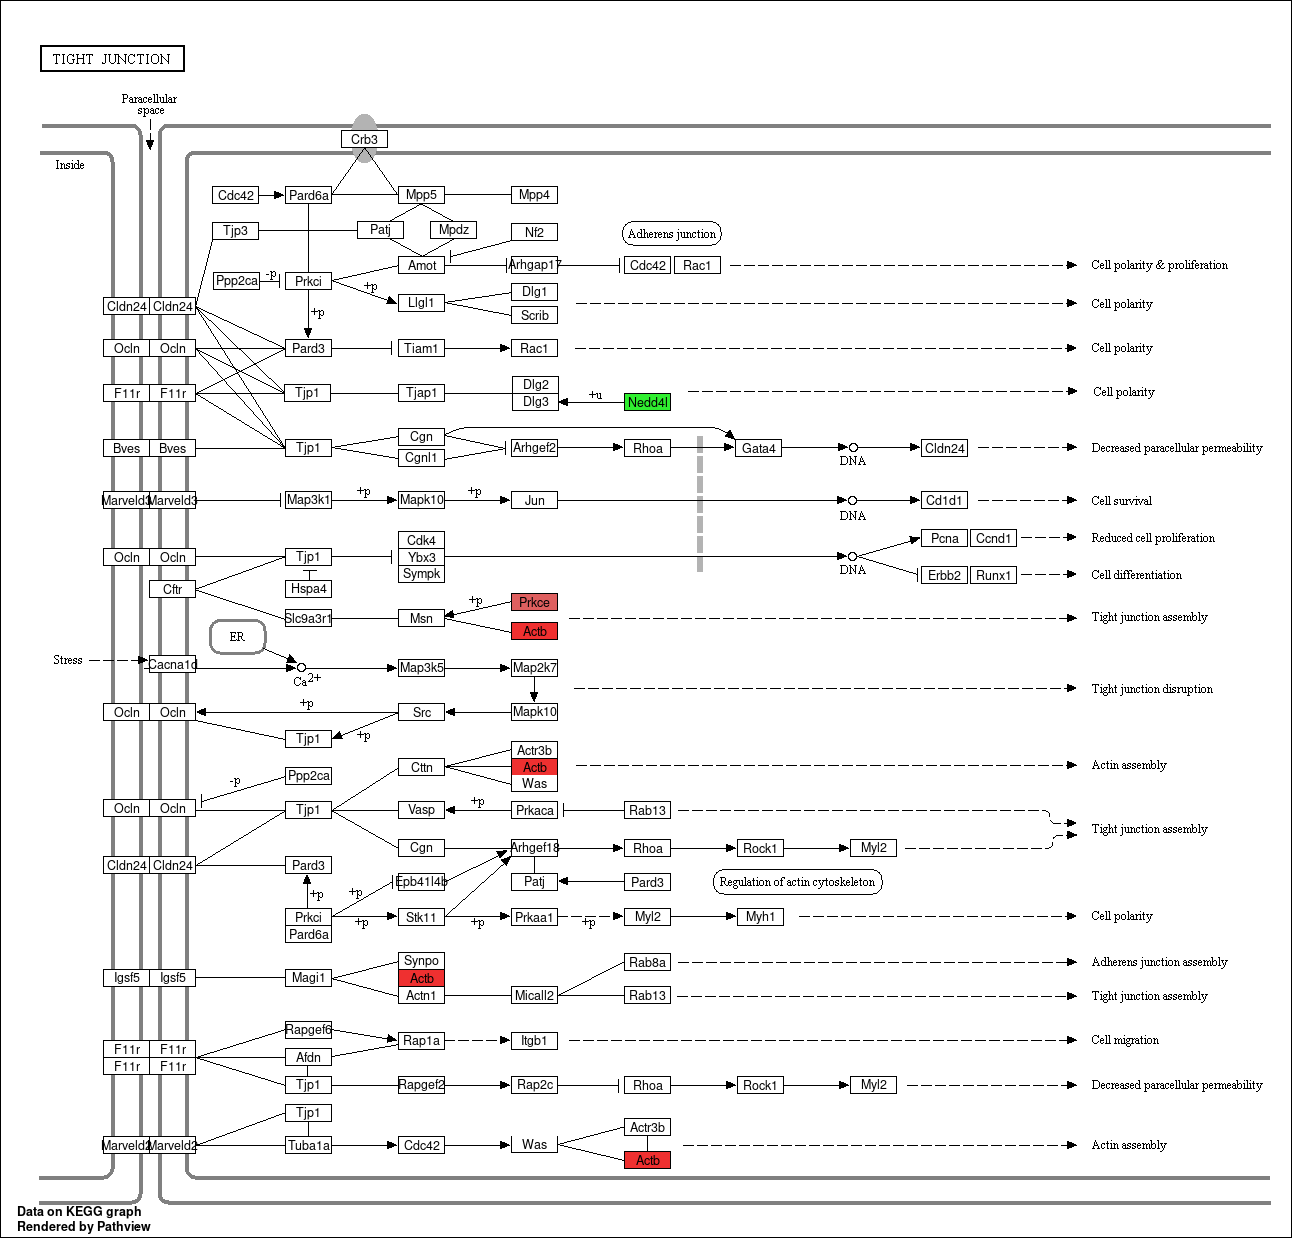 TIGHT JUNCTION
Paracellular
space
Crb3
Inside
Cdc42 Pard6a Mpp5 Mpp4
Tjp3 Patj Mpdz Nf2 Adherens junction
Amot Arhgap17 Cdc42 Rac1 Cell polarity & proliferation
Ppp2ca -p Prkci
+p Llgl1 Dlg1
Cldn24 Cldn24 Cell polarity
+p Scrib
Ocln Ocln Pard3 Tiam1 Rac1 Cell polarity
F11r F11r Tjp1 Tjap1 Dlg2 Cell polarity
Dlg3 +u Nedd4l
Cgn
Bves Bves Tjp1 Arhgef2 Rhoa Gata4 Cldn24 Decreased paracellular permeability
Cgnl1 DNA
Marveld3 Marveld3 Map3k1 +p Mapk10 +p Jun Cd1d1 Cell survival
DNA
Cdk4 Pcna Ccnd1 Reduced cell proliferation
Ocln Ocln Tjp1 Ybx3
Sympk DNA Erbb2 Runx1 Cell differentiation
Cftr Hspa4
+p Prkce
Slc9a3r1 Msn Tight junction assembly
Actb
ER
Stress Cacna1d Map3k5 Map2k7
Ca2+
Tight junction disruption
Ocln Ocln +p Src Mapk10
Tjp1 +p
Actr3b
Cttn Actb Actin assembly
-p Ppp2ca Was
Ocln Ocln Tjp1 Vasp +p Prkaca Rab13
Tight junction assembly
Cgn Arhgef18 Rhoa Rock1 Myl2
Cldn24 Cldn24 Pard3
+p +p Epb41l4b Patj Pard3 Regulation of actin cytoskeleton
Prkci +p Stk11 +p Prkaa1 +p Myl2 Myh1 Cell polarity
Pard6a
Synpo Rab8a Adherens junction assembly
Igsf5 Igsf5 Magi1 Actb
Actn1 Micall2 Rab13 Tight junction assembly
Rapgef6
Rap1a Itgb1 Cell migration
F11r F11r Afdn
F11r F11r
Tjp1 Rapgef2 Rap2c Rhoa Rock1 Myl2 Decreased paracellular permeability
Tjp1
Actr3b
Marveld2 Marveld2 Tuba1a Cdc42 Was Actin assembly
Actb
Data on KEGG graph
Rendered by Pathview